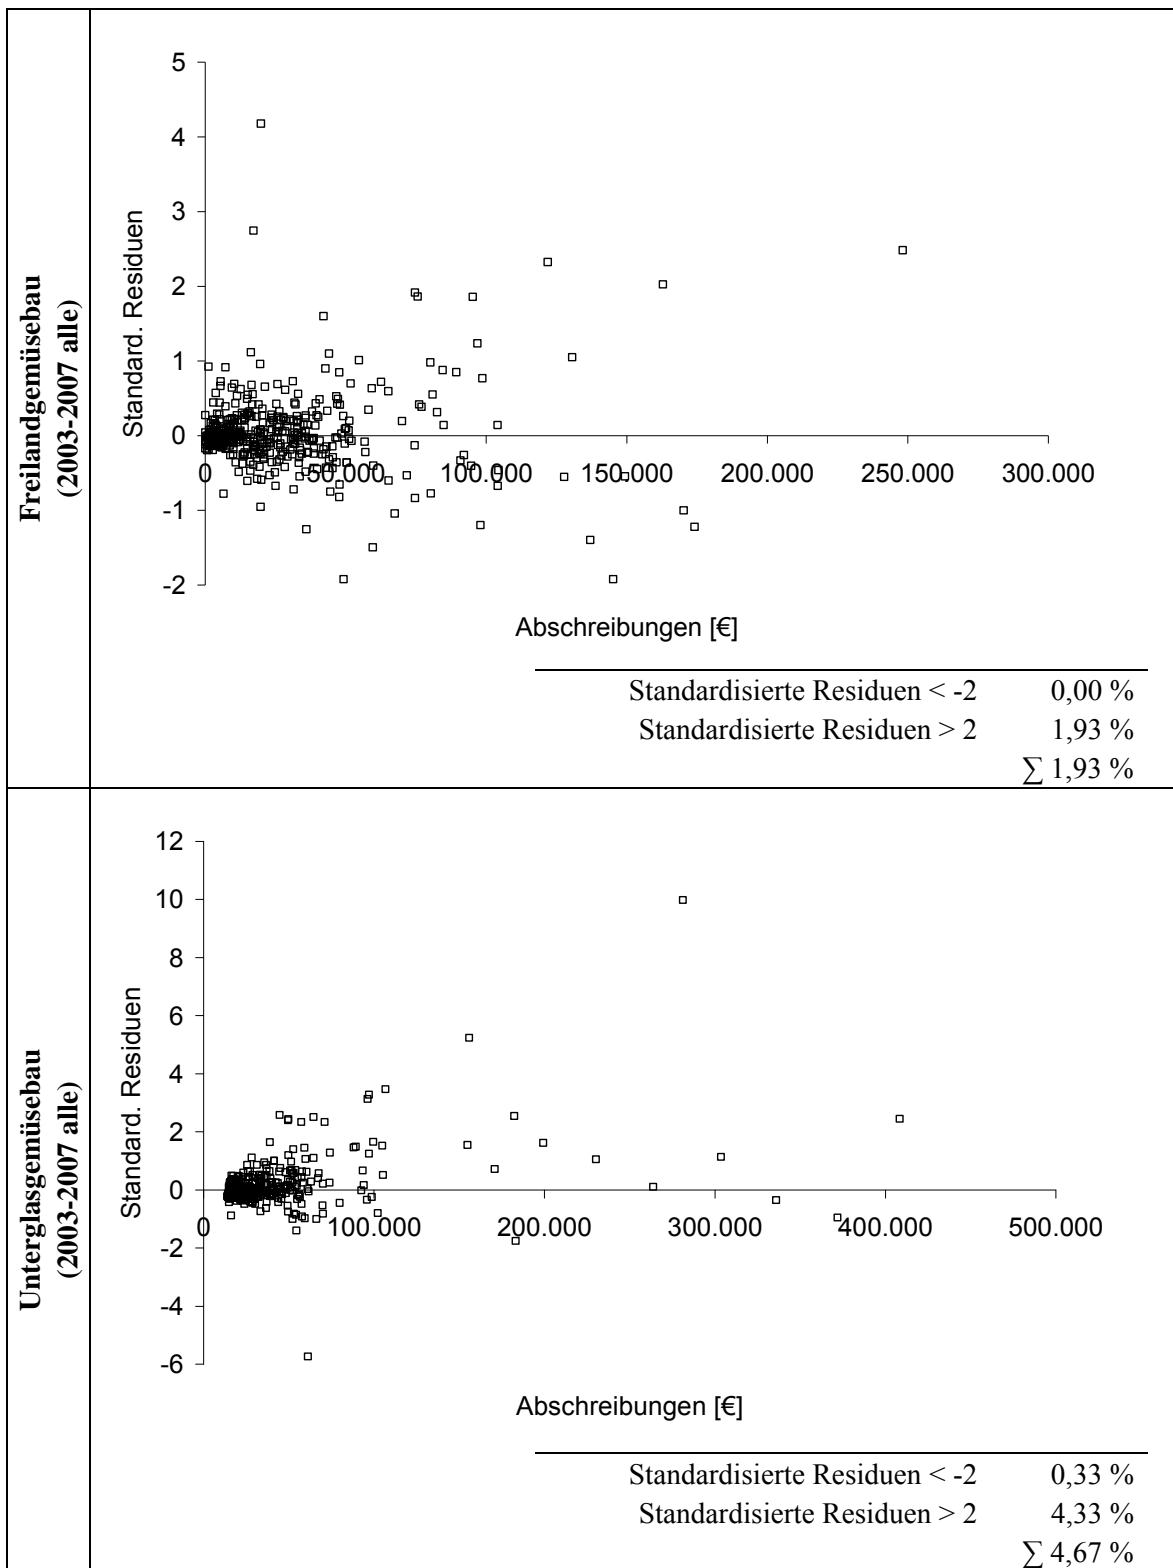 Freilandgemüsebau
(2003-2007 alle)
5
4
3
2
1
0
-1
-2
Standard. Residuen
0
50.000
100.000
150.000
200.000
250.000
300.000
Abschreibungen [€]
Standardisierte Residuen < -2 0,00 %
Standardisierte Residuen > 2 1,93 %
∑ 1,93 %
Unterglasgemüsebau
(2003-2007 alle)
12
10
8
6
4
2
0
-2
-4
-6
Standard. Residuen
0
100.000
200.000
300.000
400.000
500.000
Abschreibungen [€]
Standardisierte Residuen < -2 0,33 %
Standardisierte Residuen > 2 4,33 %
∑ 4,67 %